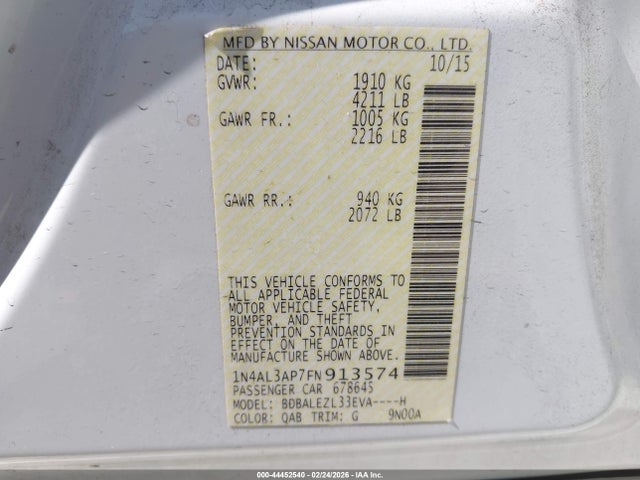 MFD BY NISSAN MOTOR CO., LTD.
DATE: 10/15
GVWR: 1910 KG
4211 LB
GAWR FR.: 1005 KG
2216 LB
GAWR RR.: 940 KG
2072 LB
THIS VEHICLE CONFORMS TO
ALL APPLICABLE FEDERAL
MOTOR VEHICLE SAFETY,
BUMPER, AND THEFT
PREVENTION STANDARDS IN
EFFECT ON THE DATE OF
MANUFACTURE SHOWN ABOVE.
1N4AL3AP7FN913574
PASSENGER CAR 678645
MODEL: BDBALEZL33EVA----H
COLOR: QAB TRIM: G 9N00A
000-44452540 - 02/24/2026 - IAAI.COM